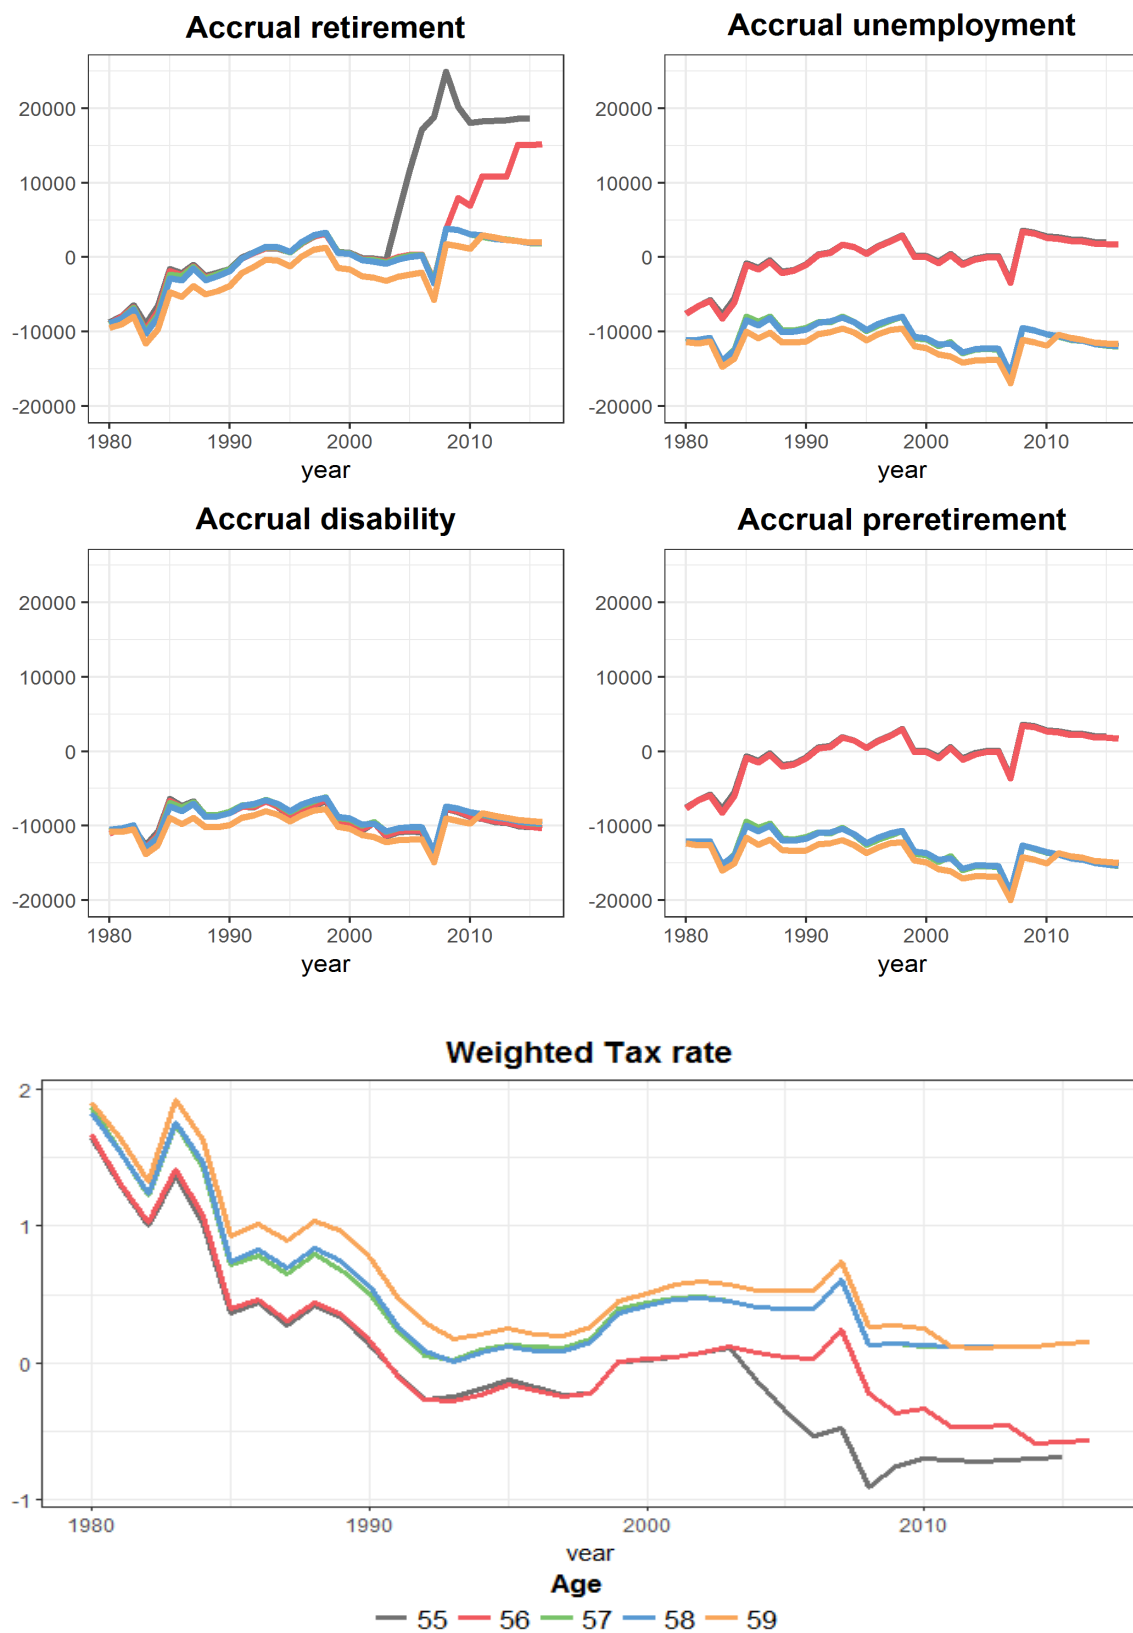 Accrual retirement
20000
10000
0
-10000
-20000
1980 1990 2000 2010
year
Accrual unemployment
20000
10000
0
-10000
-20000
1980 1990 2000 2010
year
Accrual disability
20000
10000
0
-10000
-20000
1980 1990 2000 2010
year
Accrual preretirement
20000
10000
0
-10000
-20000
1980 1990 2000 2010
year
Weighted Tax rate
2
1
0
-1
1980 1990 2000 2010
year
Age
55 56 57 58 59